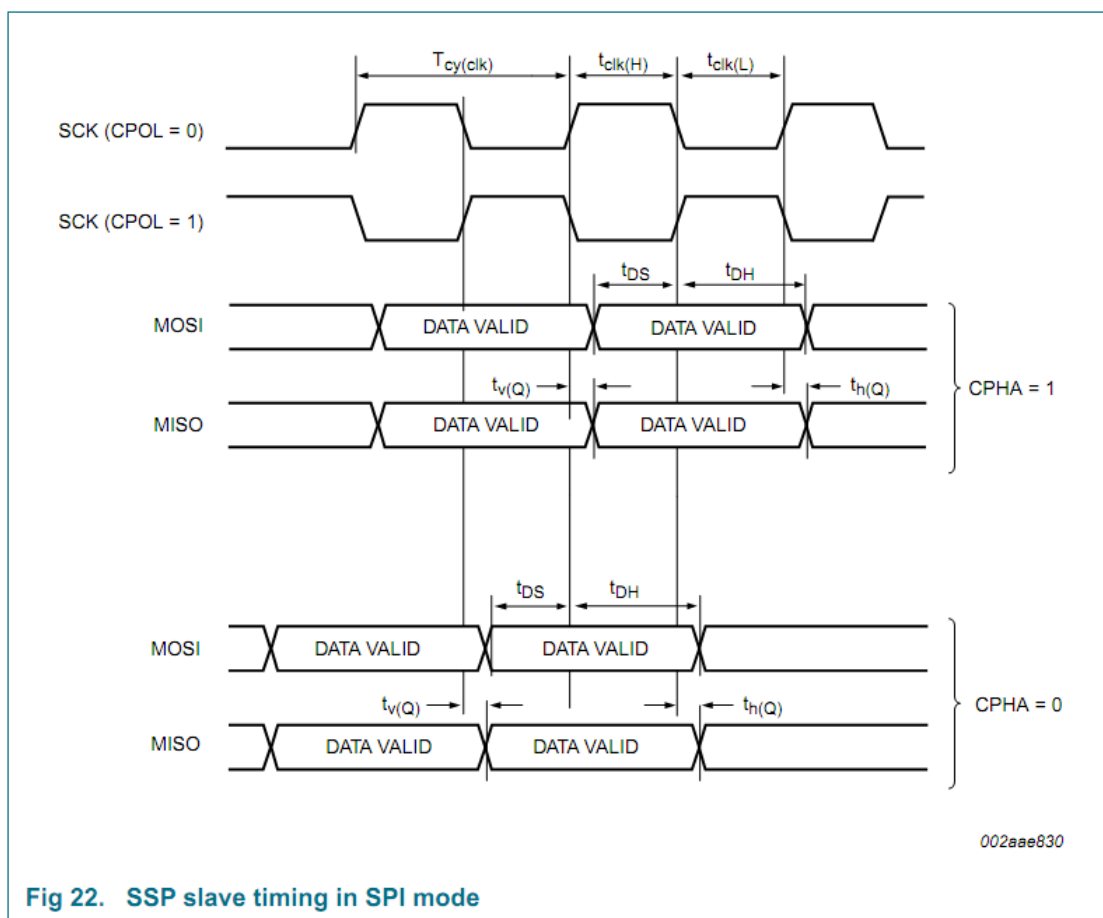 Tcy(clk) tclk(H) tclk(L)
SCK (CPOL = 0)
SCK (CPOL = 1)
tDS tDH
MOSI DATA VALID DATA VALID
tv(Q) th(Q)
CPHA = 1
MISO DATA VALID DATA VALID
tDS tDH
MOSI DATA VALID DATA VALID
tv(Q) th(Q)
CPHA = 0
MISO DATA VALID DATA VALID
002aae830
Fig 22. SSP slave timing in SPI mode